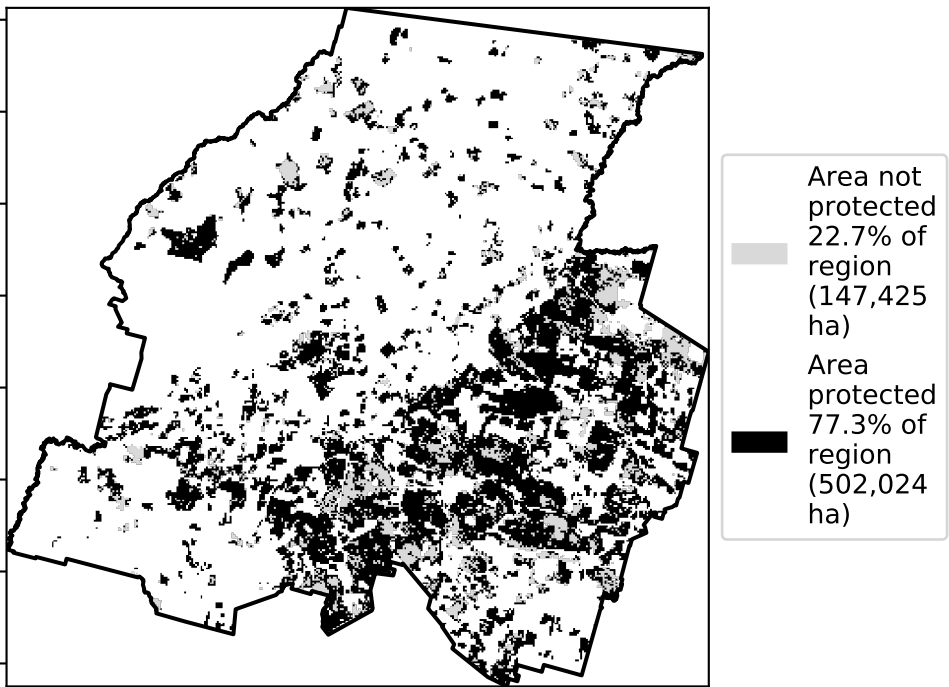 Area not
protected
22.7% of
region
(147,425
ha)
Area
protected
77.3% of
region
(502,024
ha)